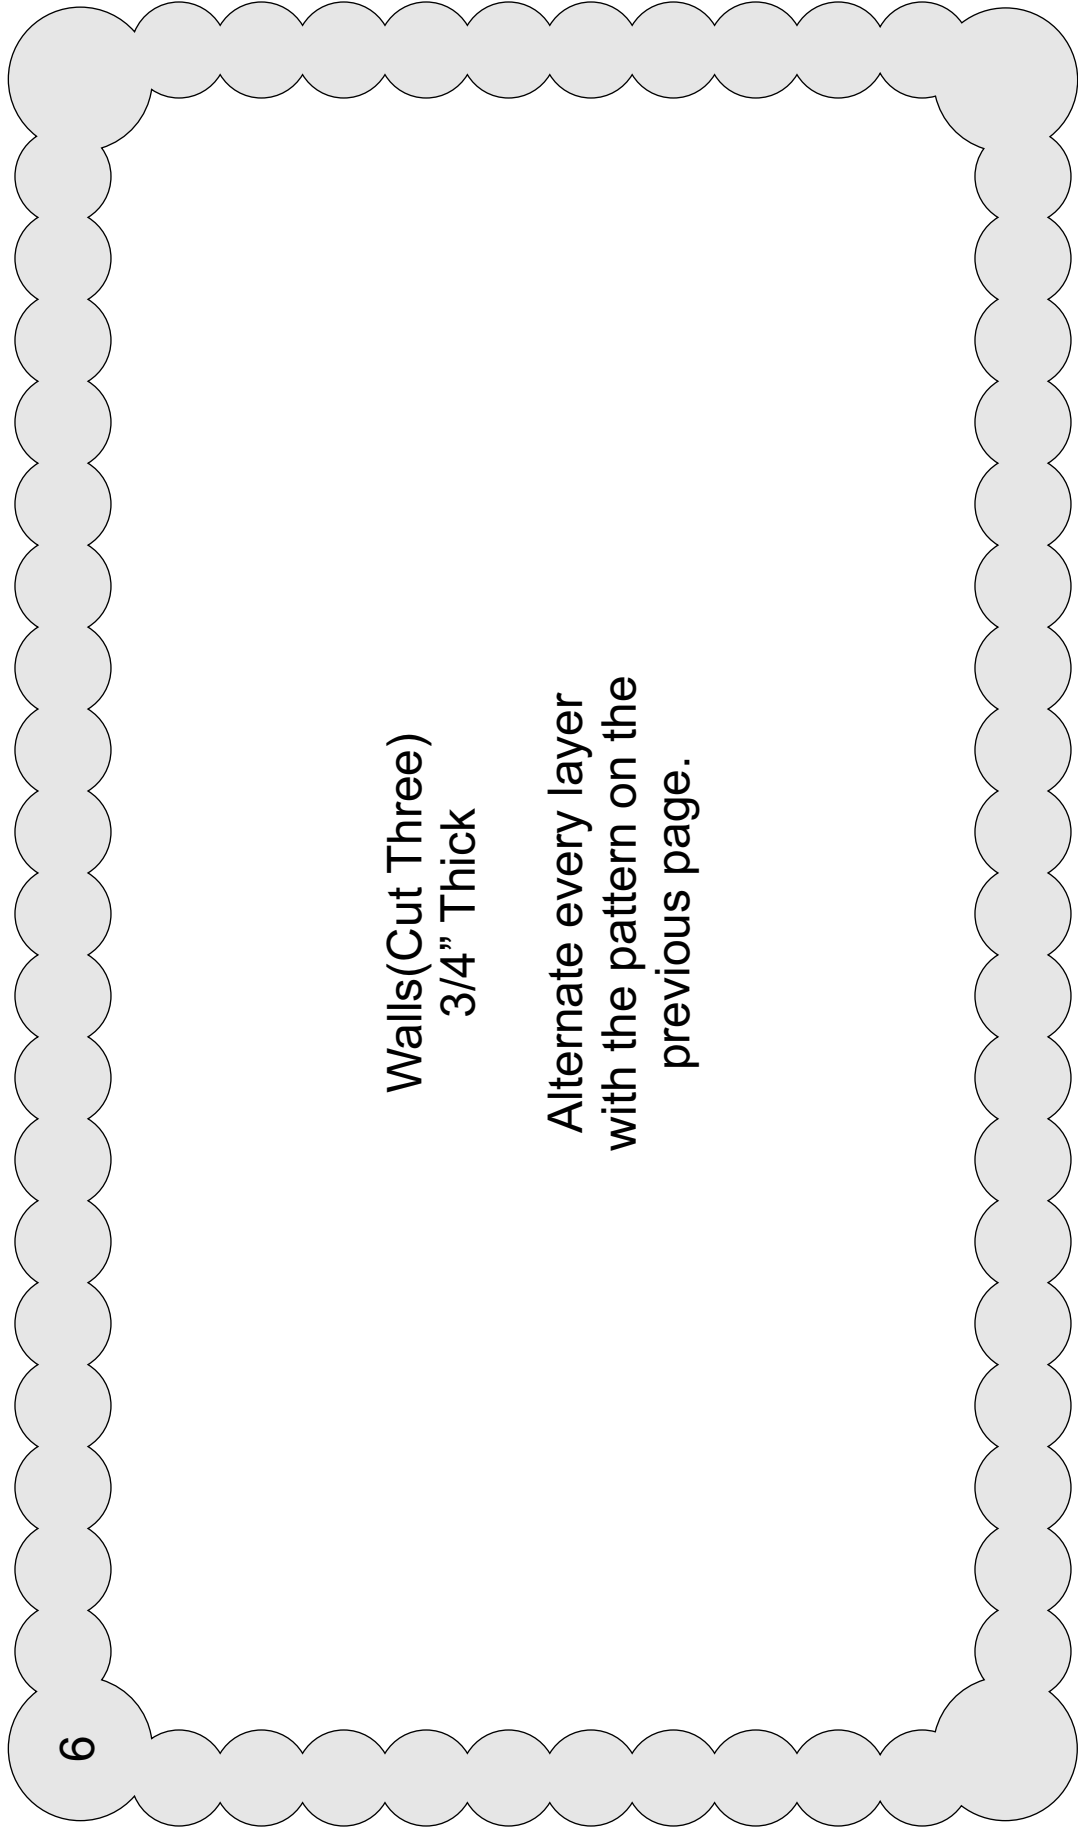 Walls(Cut Three)
3/4” Thick
Alternate every layer
with the pattern on the
previous page.
6